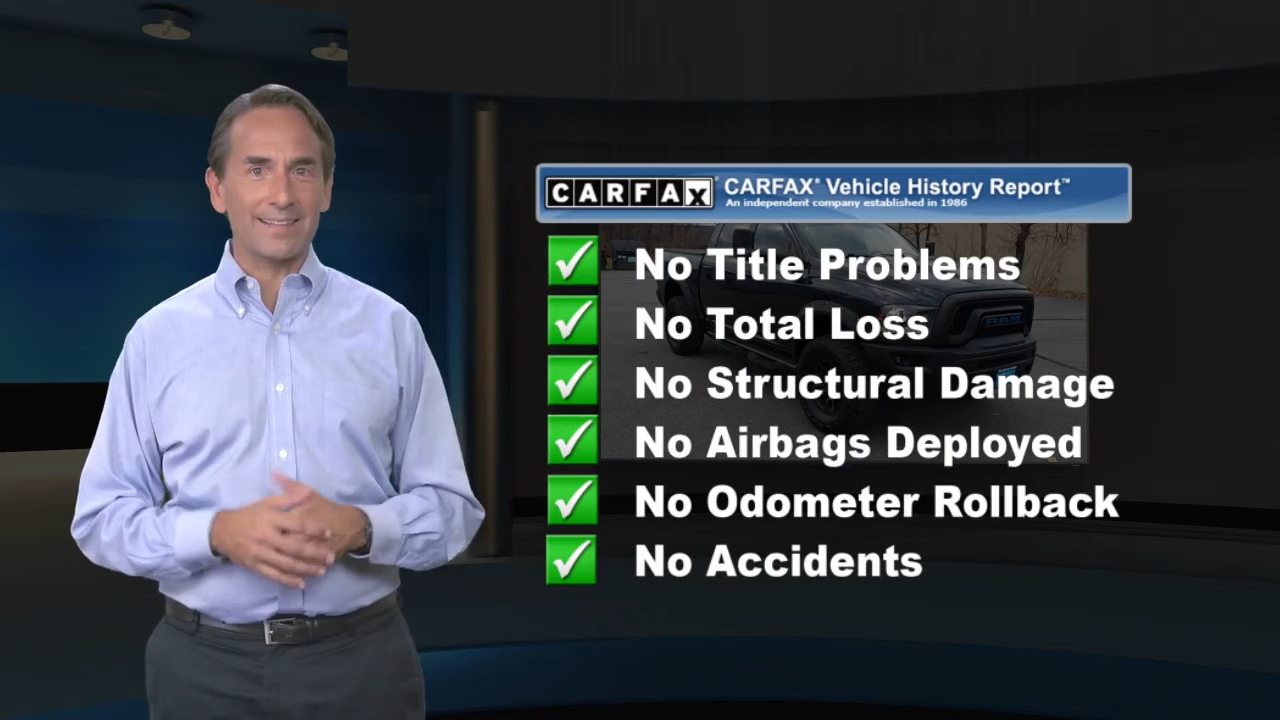 CARFAX
CARFAX® Vehicle History Report™
An independent company established in 1986
No Title Problems
No Total Loss
No Structural Damage
No Airbags Deployed
No Odometer Rollback
No Accidents
RAM